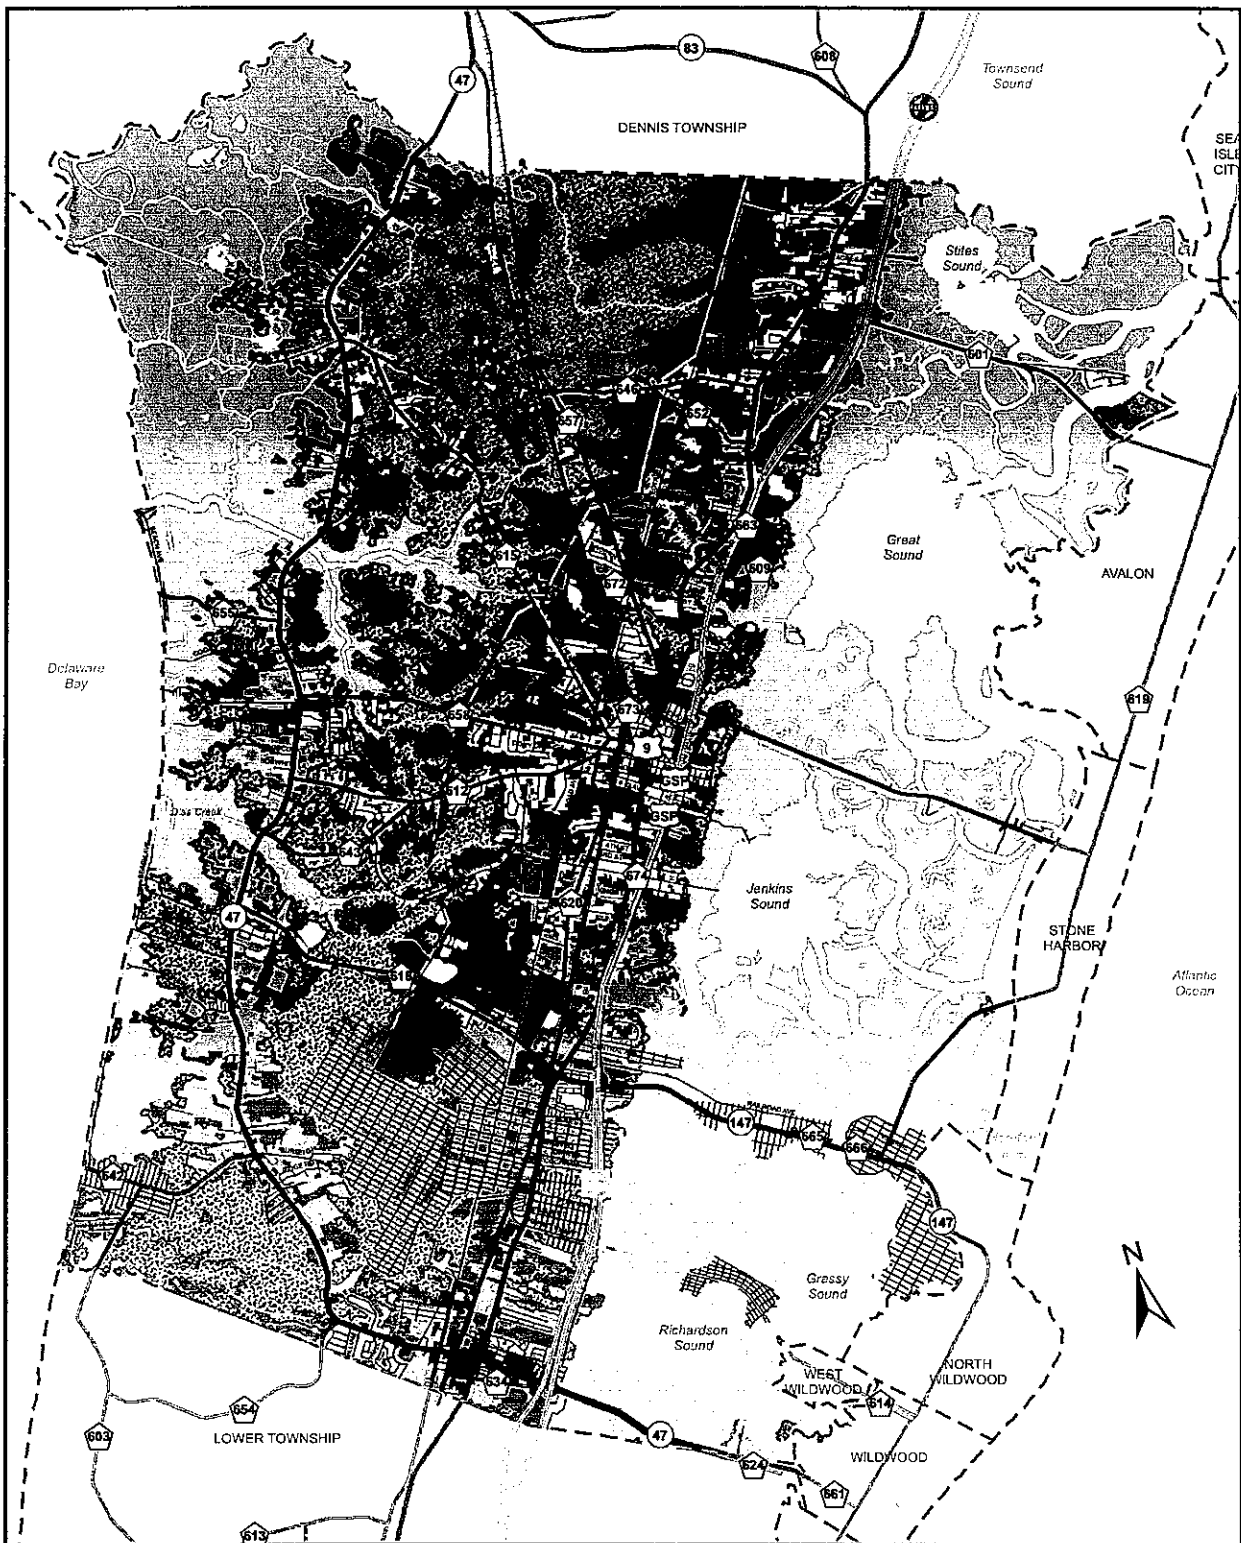 83
608
47
Townsend
Sound
DENNIS TOWNSHIP
SEA
ISLE
CITY
Stites
Sound
601
646
657
652
Great
Sound
663
615
609
672
AVALON
655
Delaware
Bay
619
658
673
9
GSP
612
GSP
Dias Creek
674
Jenkins
Sound
620
47
STONE
HARBOR
618
Atlantic
Ocean
147
665
666
642
147
N
Grassy
Sound
Richardson
Sound
NORTH
WILDWOOD
WEST
WILDWOOD
634
614
654
603
LOWER TOWNSHIP
47
WILDWOOD
624
661
613